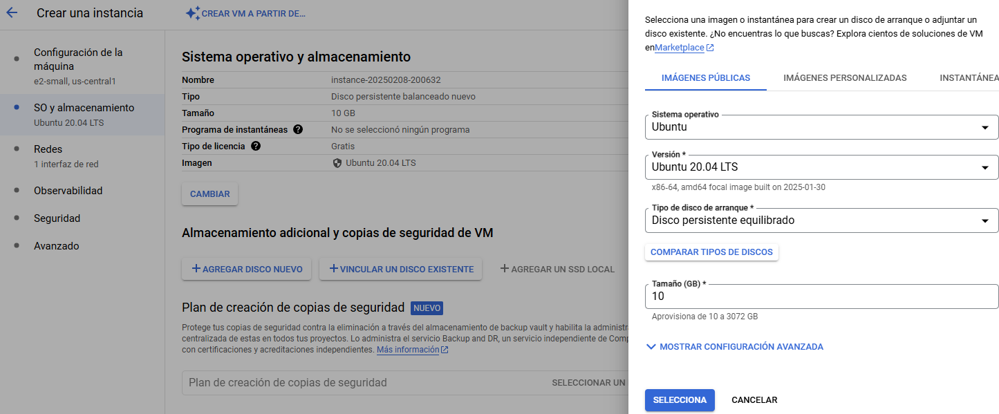 Crear una instancia
CREAR VM A PARTIR DE...
Configuración de la
máquina
e2-small, us-central1
SO y almacenamiento
Ubuntu 20.04 LTS
Redes
1 interfaz de red
Observabilidad
Seguridad
Avanzado
Sistema operativo y almacenamiento
Nombre instance-20250208-200632
Tipo Disco persistente balanceado nuevo
Tamaño 10 GB
Programa de instantáneas No se seleccionó ningún programa
Tipo de licencia Gratis
Imagen Ubuntu 20.04 LTS
CAMBIAR
Almacenamiento adicional y copias de seguridad de VM
AGREGAR DISCO NUEVO VINCULAR UN DISCO EXISTENTE AGREGAR UN SSD LOCAL
Plan de creación de copias de seguridad NUEVO
Protege tus copias de seguridad contra la eliminación a través del almacenamiento de backup vault y habilita la administra
centralizada de estas en todos tus proyectos. Lo administra el servicio Backup and DR, un servicio independiente de Comp
con certificaciones y acreditaciones independientes. Más información
Plan de creación de copias de seguridad SELECCIONAR UN
Selecciona una imagen o instantánea para crear un disco de arranque o adjuntar un
disco existente. ¿No encuentras lo que buscas? Explora cientos de soluciones de VM
enMarketplace
IMÁGENES PÚBLICAS IMÁGENES PERSONALIZADAS INSTANTÁNEA
Sistema operativo
Ubuntu
Versión *
Ubuntu 20.04 LTS
x86-64, amd64 focal image built on 2025-01-30
Tipo de disco de arranque *
Disco persistente equilibrado
COMPARAR TIPOS DE DISCOS
Tamaño (GB) *
10
Aprovisiona de 10 a 3072 GB
MOSTRAR CONFIGURACIÓN AVANZADA
SELECCIONA CANCELAR